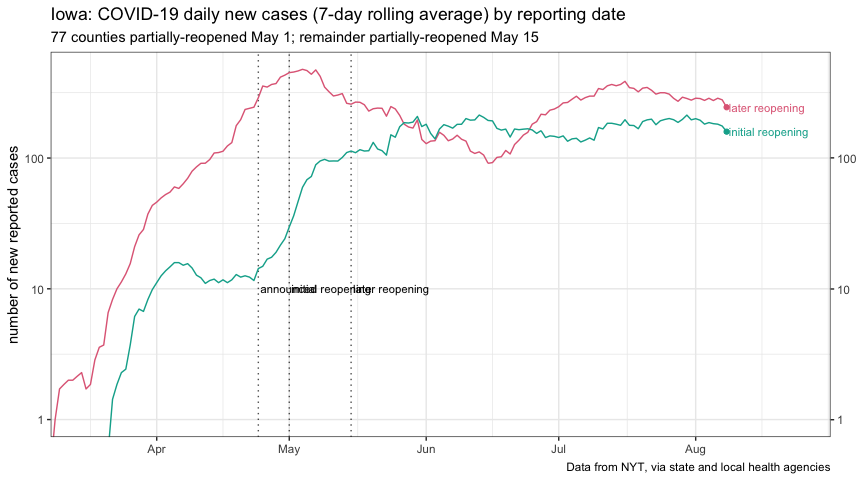 Iowa: COVID-19 daily new cases (7-day rolling average) by reporting date
77 counties partially-reopened May 1; remainder partially-reopened May 15
number of new reported cases
100
10
1
100
10
1
later reopening
initial reopening
announced initial reopening later reopening
Apr May Jun Jul Aug
Data from NYT, via state and local health agencies